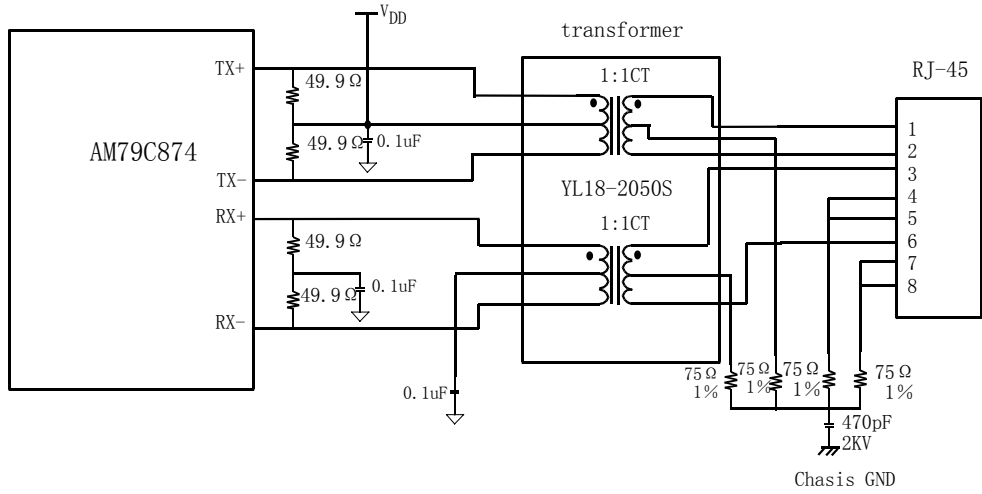 V_DD
transformer
TX+
49.9Ω
1:1CT
RJ-45
AM79C874
49.9Ω
0.1uF
1
2
TX-
YL18-2050S
3
RX+
1:1CT
4
5
49.9Ω
6
7
49.9Ω
0.1uF
8
RX-
0.1uF
75Ω
1%
75Ω
1%
75Ω
1%
75Ω
1%
470pF
2KV
Chasis GND